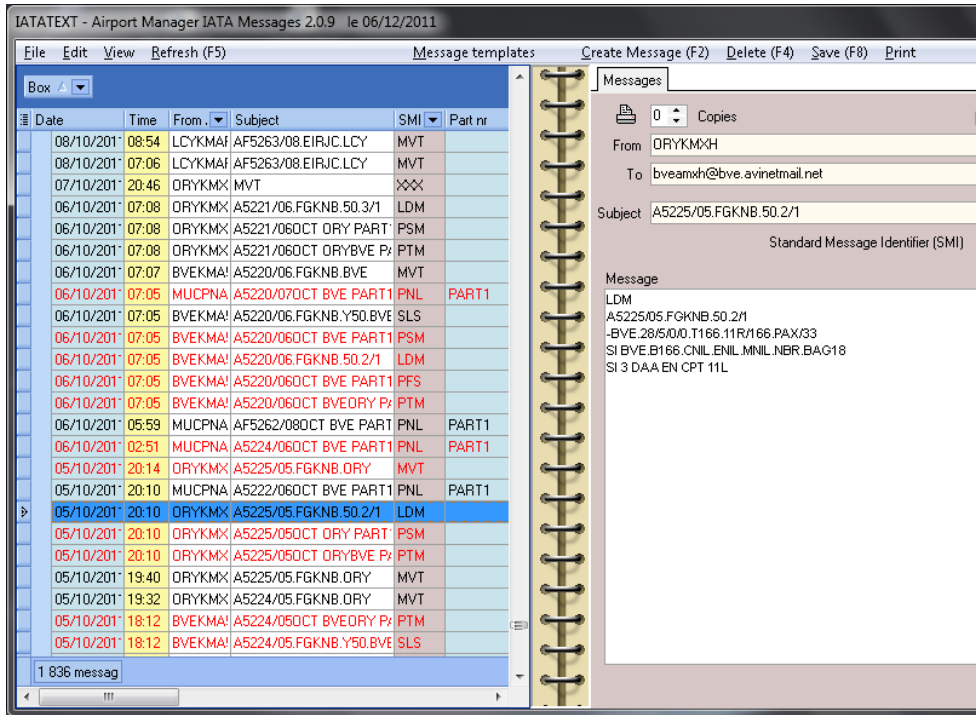 IATATEXT - Airport Manager IATA Messages 2.0.9 le 06/12/2011
File Edit View Refresh (F5) Message templates Create Message (F2) Delete (F4) Save (F8) Print
Box
Date Time From . Subject SMI Part nr
08/10/201 08:54 LCYKMAF AF5263/08.EIRJC.LCY MVT
08/10/201 07:06 LCYKMAF AF5263/08.EIRJC.LCY MVT
07/10/201 20:46 ORYKMX MVT XXX
06/10/201 07:08 ORYKMX A5221/06.FGKNB.50.3/1 LDM
06/10/201 07:08 ORYKMX A5221/06OCT ORY PART PSM
06/10/201 07:08 ORYKMX A5221/06OCT ORYBVE PA PTM
06/10/201 07:07 BVEKMA! A5220/06.FGKNB.BVE MVT
06/10/201 07:05 MUCPNA A5220/07OCT BVE PART1 PNL PART1
06/10/201 07:05 BVEKMA! A5220/06.FGKNB.Y50.BVE SLS
06/10/201 07:05 BVEKMA! A5220/06OCT BVE PART1 PSM
06/10/201 07:05 BVEKMA! A5220/06.FGKNB.50.2/1 LDM
06/10/201 07:05 BVEKMA! A5220/06OCT BVE PART1 PFS
06/10/201 07:05 BVEKMA! A5220/06OCT BVEORY PA PTM
06/10/201 05:59 MUCPNA AF5262/08OCT BVE PART PNL PART1
06/10/201 02:51 MUCPNA A5224/06OCT BVE PART1 PNL PART1
05/10/201 20:14 ORYKMX A5225/05.FGKNB.ORY MVT
05/10/201 20:10 MUCPNA A5222/06OCT BVE PART1 PNL PART1
05/10/201 20:10 ORYKMX A5225/05.FGKNB.50.2/1 LDM
05/10/201 20:10 ORYKMX A5225/05OCT ORY PART PSM
05/10/201 20:10 ORYKMX A5225/05OCT ORYBVE PA PTM
05/10/201 19:40 ORYKMX A5225/05.FGKNB.ORY MVT
05/10/201 19:32 ORYKMX A5224/05.FGKNB.ORY MVT
05/10/201 18:12 BVEKMA! A5224/05OCT BVEORY PA PTM
05/10/201 18:12 BVEKMA! A5224/05.FGKNB.Y50.BVE SLS
1 836 messag
Messages
0 Copies
From ORYKMXH
To bveamxh@bve.avinetmail.net
Subject A5225/05.FGKNB.50.2/1
Standard Message Identifier (SMI)
Message
LDM
A5225/05.FGKNB.50.2/1
-BVE.28/5/0/0.T166.11R/166.PAX/33
SI BVE.B166.CNIL.ENIL.MNIL.NBR.BAG18
SI 3 DAA EN CPT 11L